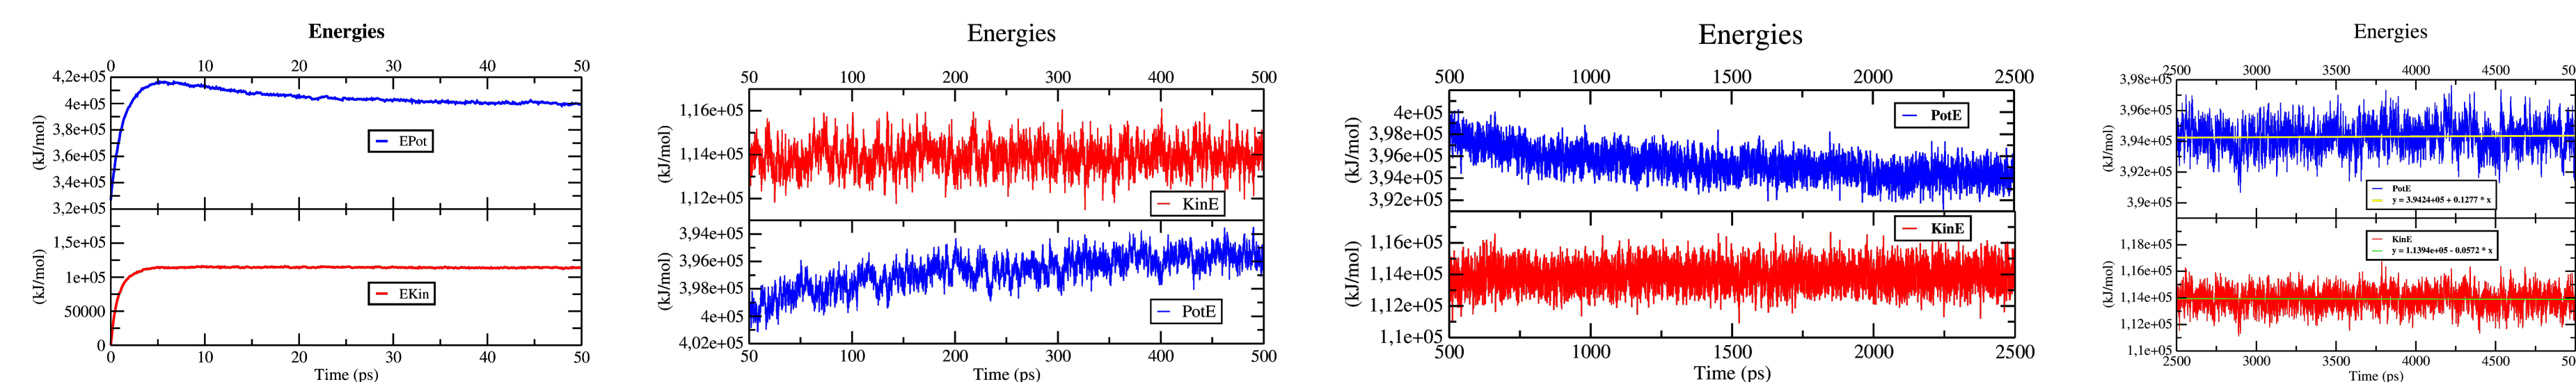 Energies
0 10 20 30 40 50
4,2e+05
4e+05
3,8e+05
3,6e+05
3,4e+05
3,2e+05
(kJ/mol)
EPot
1,5e+05
1e+05
50000
0
(kJ/mol)
EKin
0 10 20 30 40 50
Time (ps)
Energies
50 100 200 300 400 500
1,16e+05
1,14e+05
1,12e+05
(kJ/mol)
KinE
3,94e+05
3,96e+05
3,98e+05
4e+05
4,02e+05
(kJ/mol)
PotE
50 100 200 300 400 500
Time (ps)
Energies
500 1000 1500 2000 2500
4e+05
3,98e+05
3,96e+05
3,94e+05
3,92e+05
(kJ/mol)
PotE
1,16e+05
1,14e+05
1,12e+05
1,1e+05
(kJ/mol)
KinE
500 1000 1500 2000 2500
Time (ps)
Energies
2500 3000 3500 4000 4500
3,98e+05
3,96e+05
3,94e+05
3,92e+05
3,9e+05
(kJ/mol)
PotE
y = 3.9424+05 + 0.1277 * x
1,18e+05
1,16e+05
1,14e+05
1,12e+05
1,1e+05
(kJ/mol)
KinE
y = 1.1394e+05 - 0.0572 * x
2500 3000 3500 4000 4500
Time (ps)